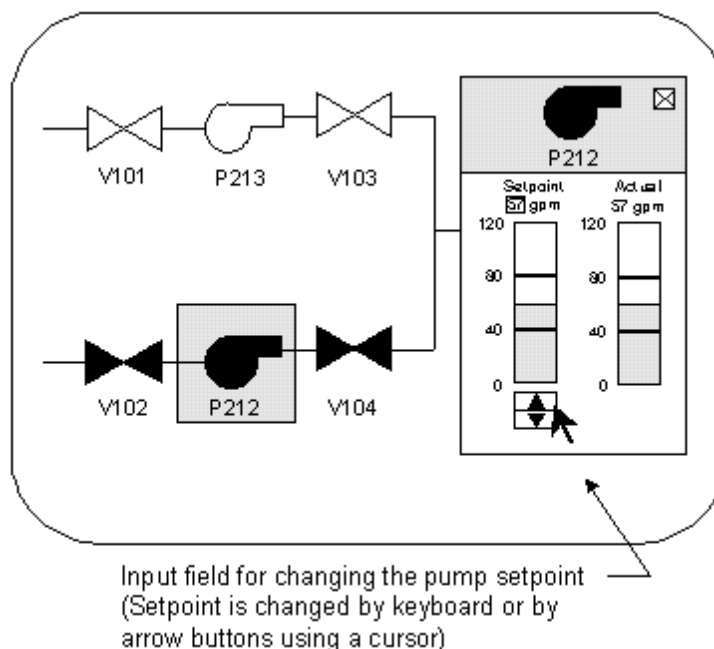 V101
P213
V103
V102
P212
V104
P212
Setpoint
57 gpm
120
80
40
0
Actual
57 gpm
120
80
40
0
Input field for changing the pump setpoint
(Setpoint is changed by keyboard or by
arrow buttons using a cursor)